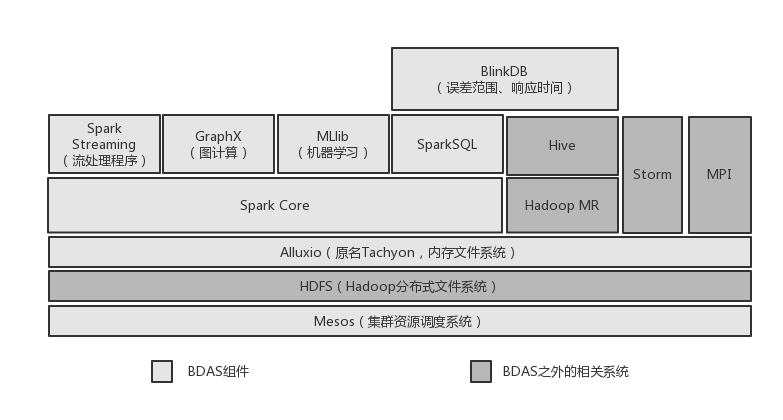 BlinkDB
（误差范围、响应时间）
Spark
Streaming
（流处理程序）
GraphX
（图计算）
MLlib
（机器学习）
SparkSQL
Hive
Storm
MPI
Spark Core
Hadoop MR
Alluxio（原名Tachyon，内存文件系统）
HDFS（Hadoop分布式文件系统）
Mesos（集群资源调度系统）
BDAS组件
BDAS之外的相关系统